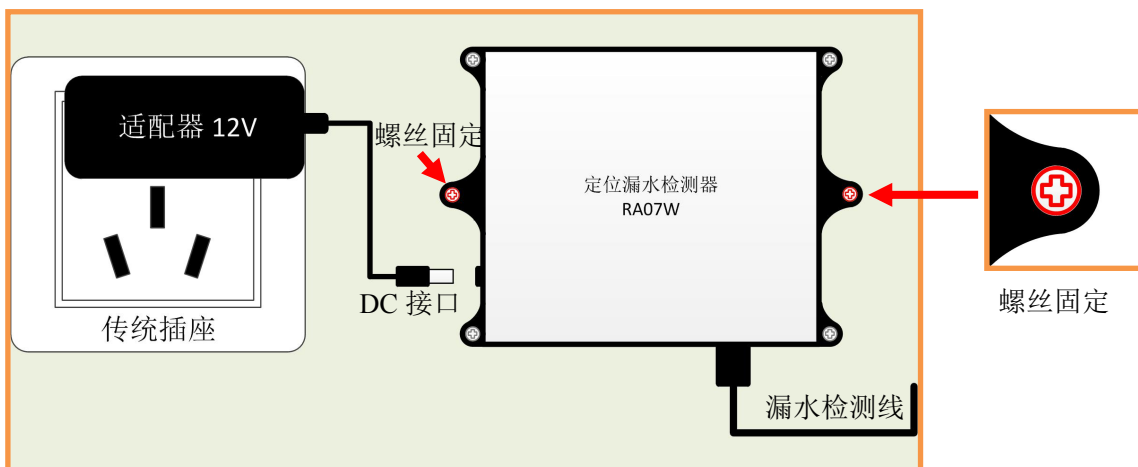 适配器 12V
螺丝固定
定位漏水检测器
RA07W
DC 接口
传统插座
漏水检测线
螺丝固定